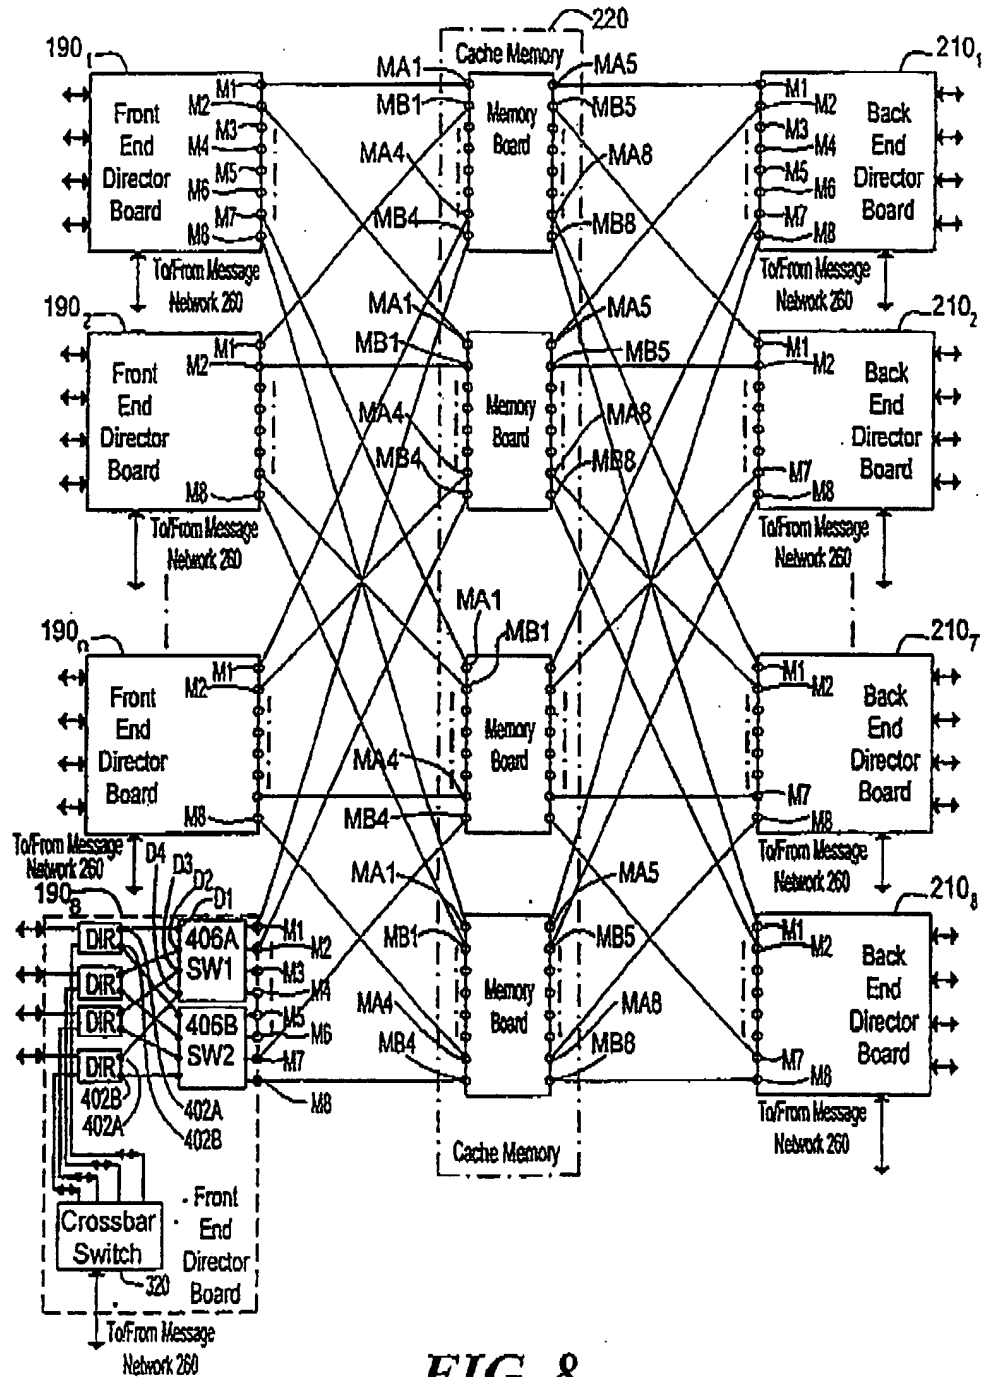 220
190
1
Cache Memory
210
1
MA1
MA5
M1
M2
M3
M4
M5
M6
M7
M8
Front
End
Director
Board
MB1
MA4
MB4
Memory
Board
MB5
MA8
MB8
M1
M2
M3
M4
M5
M6
M7
M8
Back
End
Director
Board
To/From Message
Network 260
To/From Message
Network 260
190
2
210
2
M1
M2
M8
Front
End
Director
Board
MA1
MB1
MA4
MB4
Memory
Board
MA5
MB5
MA8
MB8
M1
M2
M7
M8
Back
End
Director
Board
To/From Message
Network 260
To/From Message
Network 260
190
n
210
7
M1
M2
M8
Front
End
Director
Board
MA1
MB1
MA4
MB4
Memory
Board
M1
M2
M7
M8
Back
End
Director
Board
To/From Message
Network 260
To/From Message
Network 260
190
8
210
8
D4
D3
D2
D1
DIR
DIR
DIR
DIR
406A
SW1
406B
SW2
M1
M2
M3
M4
M5
M6
M7
M8
MA1
MB1
MA4
MB4
Memory
Board
MA5
MB5
MA8
MB8
M1
M2
M7
M8
Back
End
Director
Board
402B
402A
402A
402B
To/From Message
Network 260
Cache Memory
Crossbar
Switch
320
Front
End
Director
Board
To/From Message
Network 260
FIG. 8